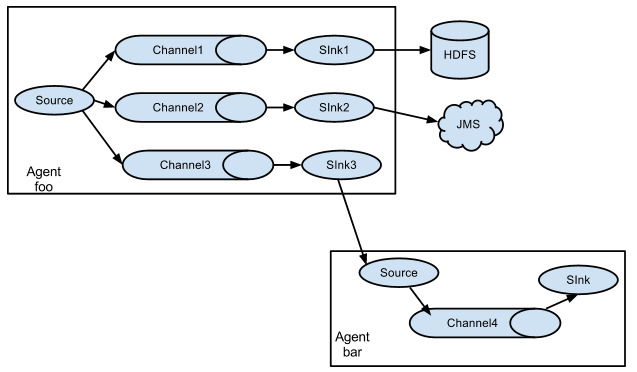 Channel1
SInk1
HDFS
Source
Channel2
SInk2
JMS
Channel3
SInk3
Agent
foo
Source
SInk
Channel4
Agent
bar